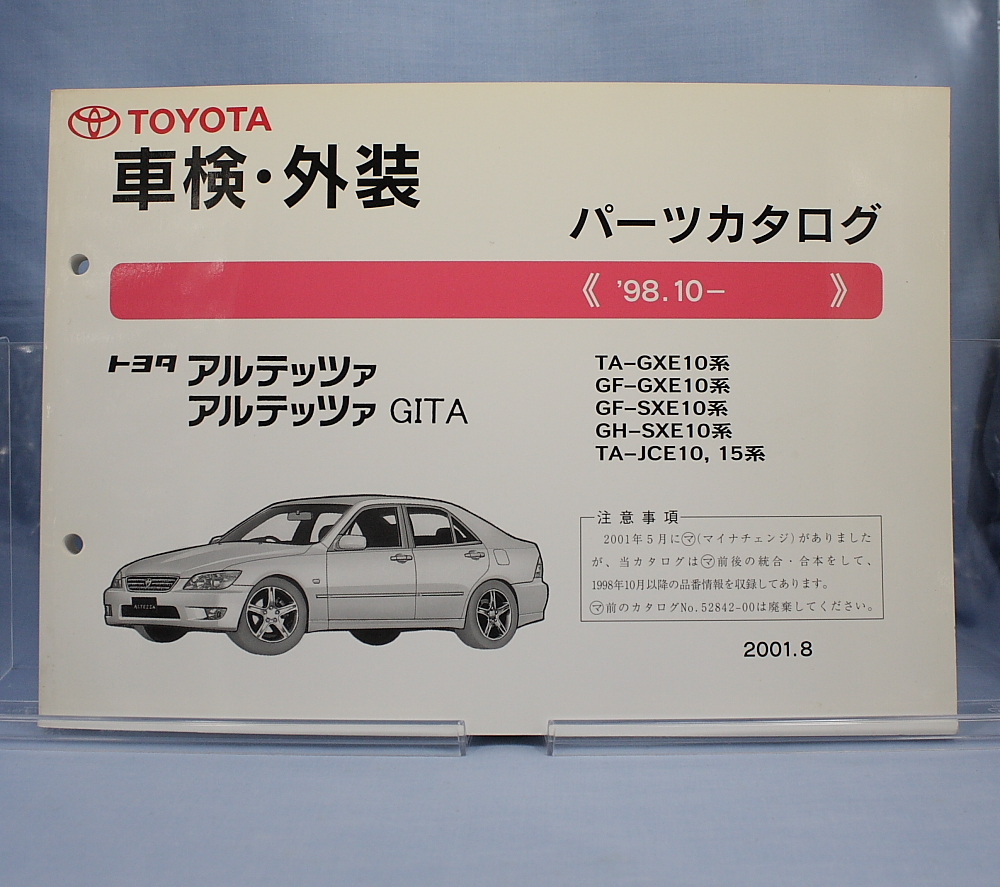 TOYOTA
車検・外装
パーツカタログ
《 '98.10− 》
トヨタ アルテッツァ
アルテッツァ GITA
TA−GXE10系
GF−GXE10系
GF−SXE10系
GH−SXE10系
TA−JCE10, 15系
注意事項
2001年5月に㋮(マイナチェンジ)がありました
が、当カタログは㋮前後の統合・合本をして、
1998年10月以降の品番情報を収録してあります。
㋮前のカタログNo.52842-00は廃棄してください。
ALTEZZA
2001.8